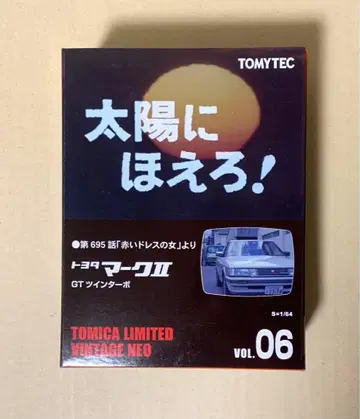 TOMYTEC
太陽に
ほえろ!
●第695話「赤いドレスの女」より
トヨタ マークII
GTツインターボ
S=1/64
TOMICA LIMITED
VINTAGE NEO
VOL.06